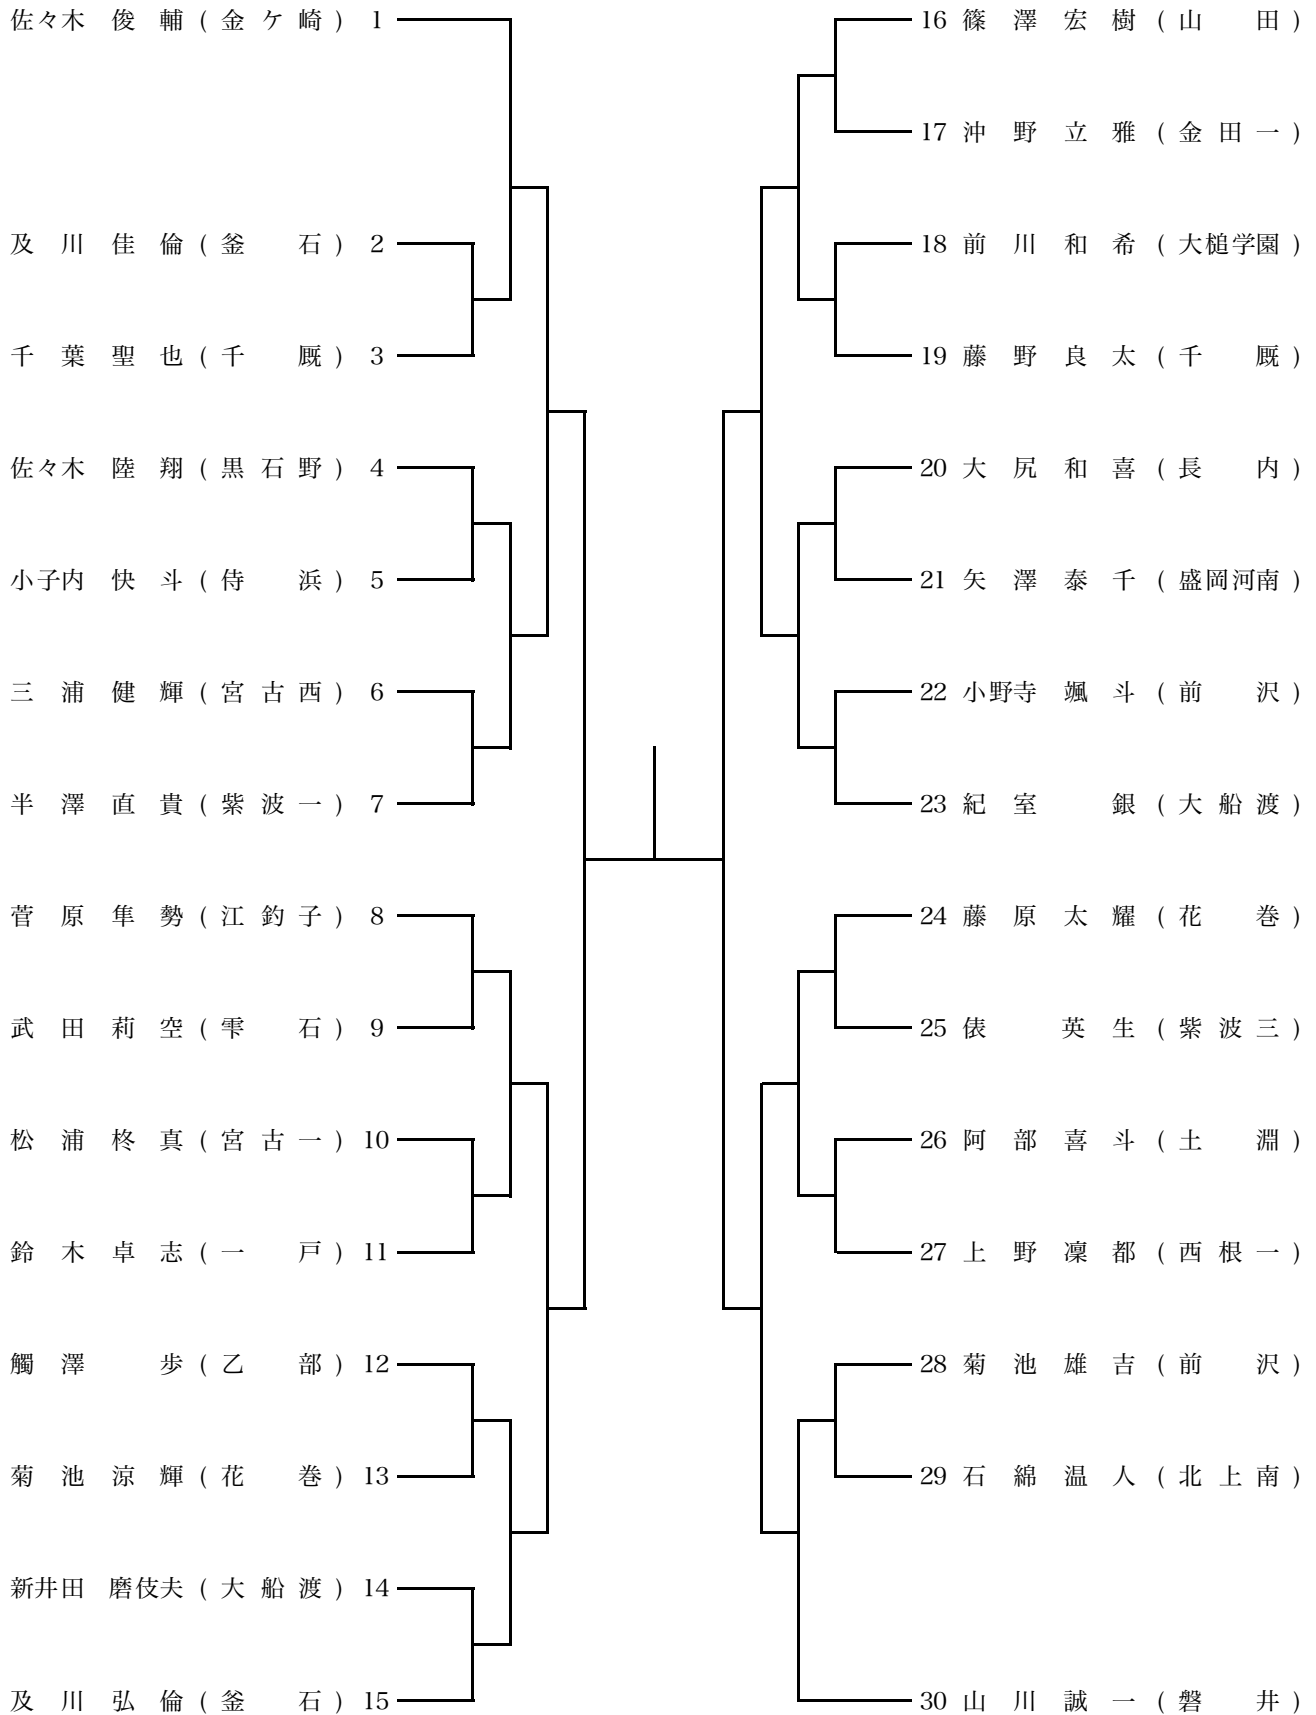 佐々木 俊輔 ( 金ケ崎 ) 1
及川佳倫 ( 釜石 ) 2
千葉聖也 ( 千厩 ) 3
佐々木 陸翔 ( 黒石野 ) 4
小子内 快斗 ( 侍浜 ) 5
三浦健輝 ( 宮古西 ) 6
半澤直貴 ( 紫波一 ) 7
菅原隼勢 ( 江釣子 ) 8
武田莉空 ( 雫石 ) 9
松浦柊真 ( 宮古一 ) 10
鈴木卓志 ( 一戸 ) 11
觸澤 歩 ( 乙部 ) 12
菊池涼輝 ( 花巻 ) 13
新井田 磨伎夫 ( 大船渡 ) 14
及川弘倫 ( 釜石 ) 15
16 篠澤宏樹 ( 山田 )
17 沖野立雅 ( 金田一 )
18 前川和希 ( 大槌学園 )
19 藤野良太 ( 千厩 )
20 大尻和喜 ( 長内 )
21 矢澤泰千 ( 盛岡河南 )
22 小野寺 颯斗 ( 前沢 )
23 紀室 銀 ( 大船渡 )
24 藤原太耀 ( 花巻 )
25 俵 英生 ( 紫波三 )
26 阿部喜斗 ( 土淵 )
27 上野凜都 ( 西根一 )
28 菊池雄吉 ( 前沢 )
29 石綿温人 ( 北上南 )
30 山川誠一 ( 磐井 )